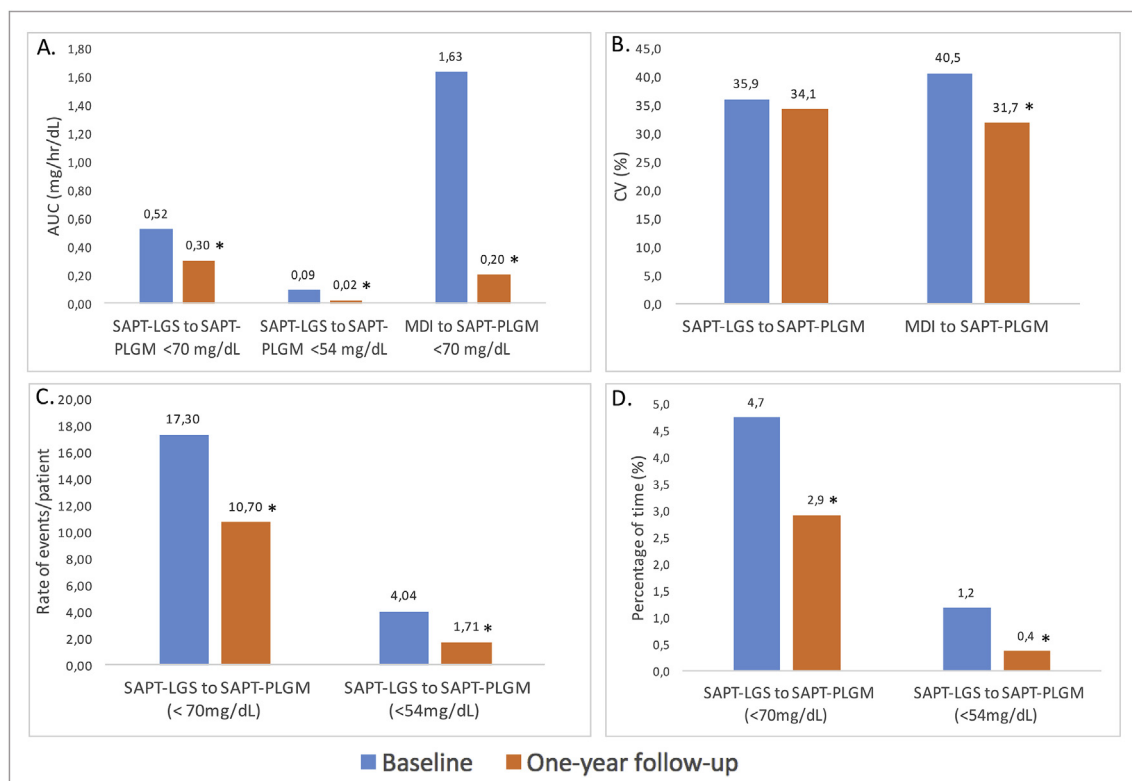 A.
AUC (mg/hr/dL)
1,80
1,60
1,40
1,20
1,00
0,80
0,60
0,40
0,20
0,00
0,52
0,30 *
0,09
0,02 *
1,63
0,20 *
SAPT-LGS to SAPT-
PLGM <70 mg/dL
SAPT-LGS to SAPT-
PLGM <54 mg/dL
MDI to SAPT-PLGM
<70 mg/dL
B.
CV (%)
45,0
40,0
35,0
30,0
25,0
20,0
15,0
10,0
5,0
0,0
35,9
34,1
40,5
31,7 *
SAPT-LGS to SAPT-PLGM
MDI to SAPT-PLGM
C.
Rate of events/patient
20,00
18,00
16,00
14,00
12,00
10,00
8,00
6,00
4,00
2,00
0,00
17,30
10,70 *
4,04
1,71 *
SAPT-LGS to SAPT-PLGM
(< 70mg/dL)
SAPT-LGS to SAPT-PLGM
(<54mg/dL)
D.
Percentage of time (%)
5,0
4,5
4,0
3,5
3,0
2,5
2,0
1,5
1,0
0,5
0,0
4,7
2,9 *
1,2
0,4 *
SAPT-LGS to SAPT-PLGM
(<70mg/dL)
SAPT-LGS to SAPT-PLGM
(<54mg/dL)
Baseline
One-year follow-up